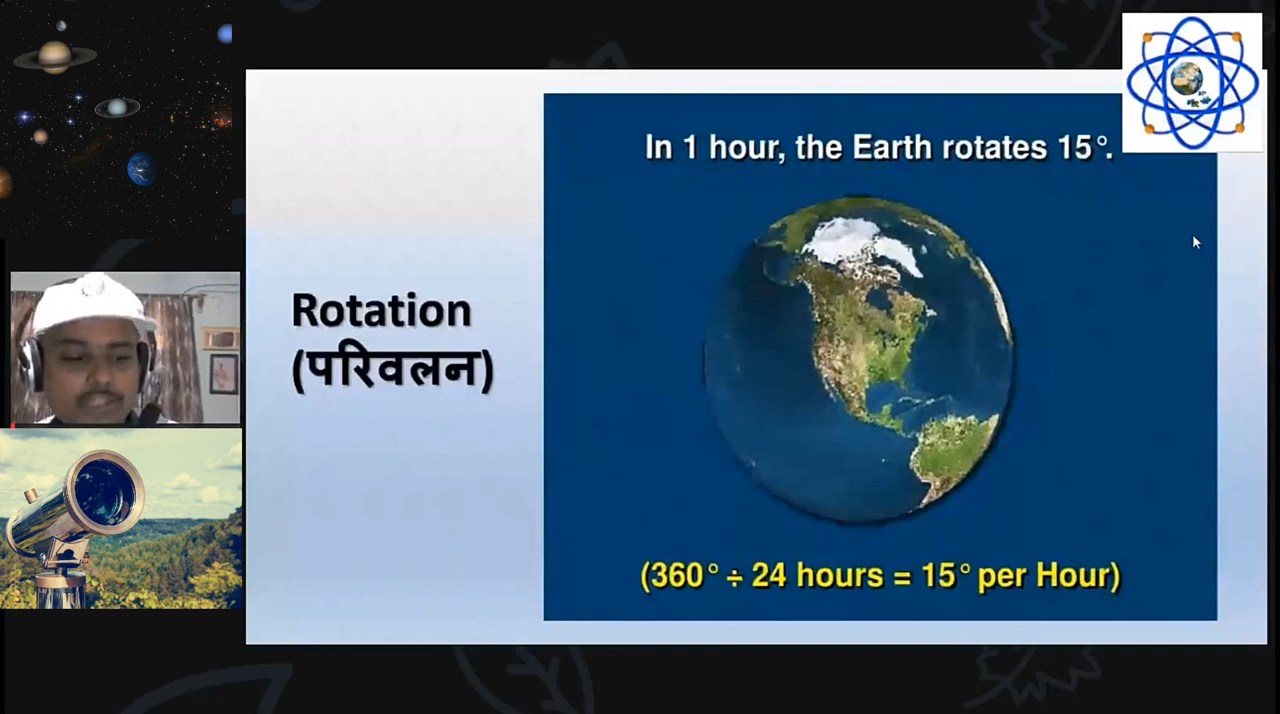 In 1 hour, the Earth rotates 15°.
Rotation
(परिवलन)
(360° ÷ 24 hours = 15° per Hour)